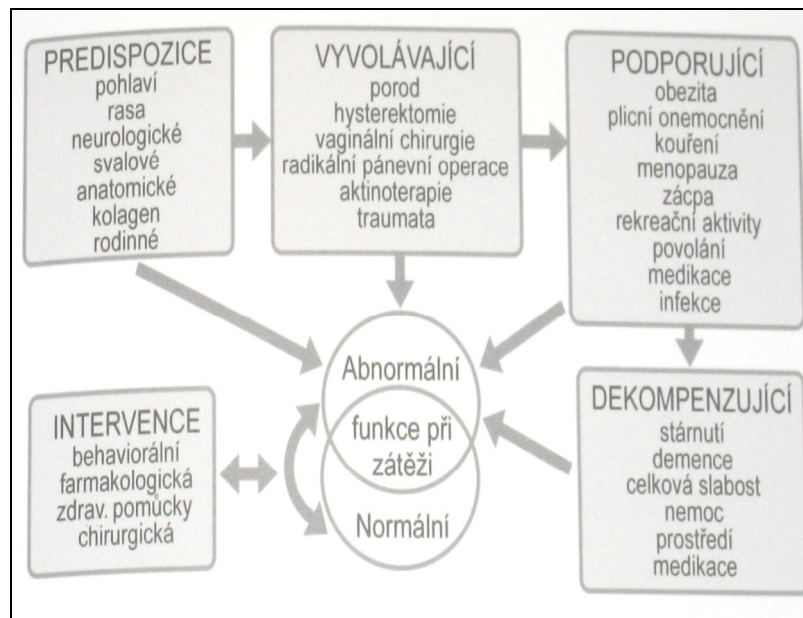 PREDISPOZICE
pohlaví
rasa
neurologické
svalové
anatomické
kolagen
rodinné
VYVOLÁVAJÍCÍ
porod
hysterektomie
vaginální chirurgie
radikální pánevní operace
aktinoterapie
traumata
PODPORUJÍCÍ
obezita
plicní onemocnění
kouření
menopauza
zácpa
rekreační aktivity
povolání
medikace
infekce
Abnormální
funkce při
zátěži
Normální
INTERVENCE
behaviorální
farmakologická
zdrav. pomůcky
chirurgická
DEKOMPENZUJÍCÍ
stárnutí
demence
celková slabost
nemoc
prostředí
medikace